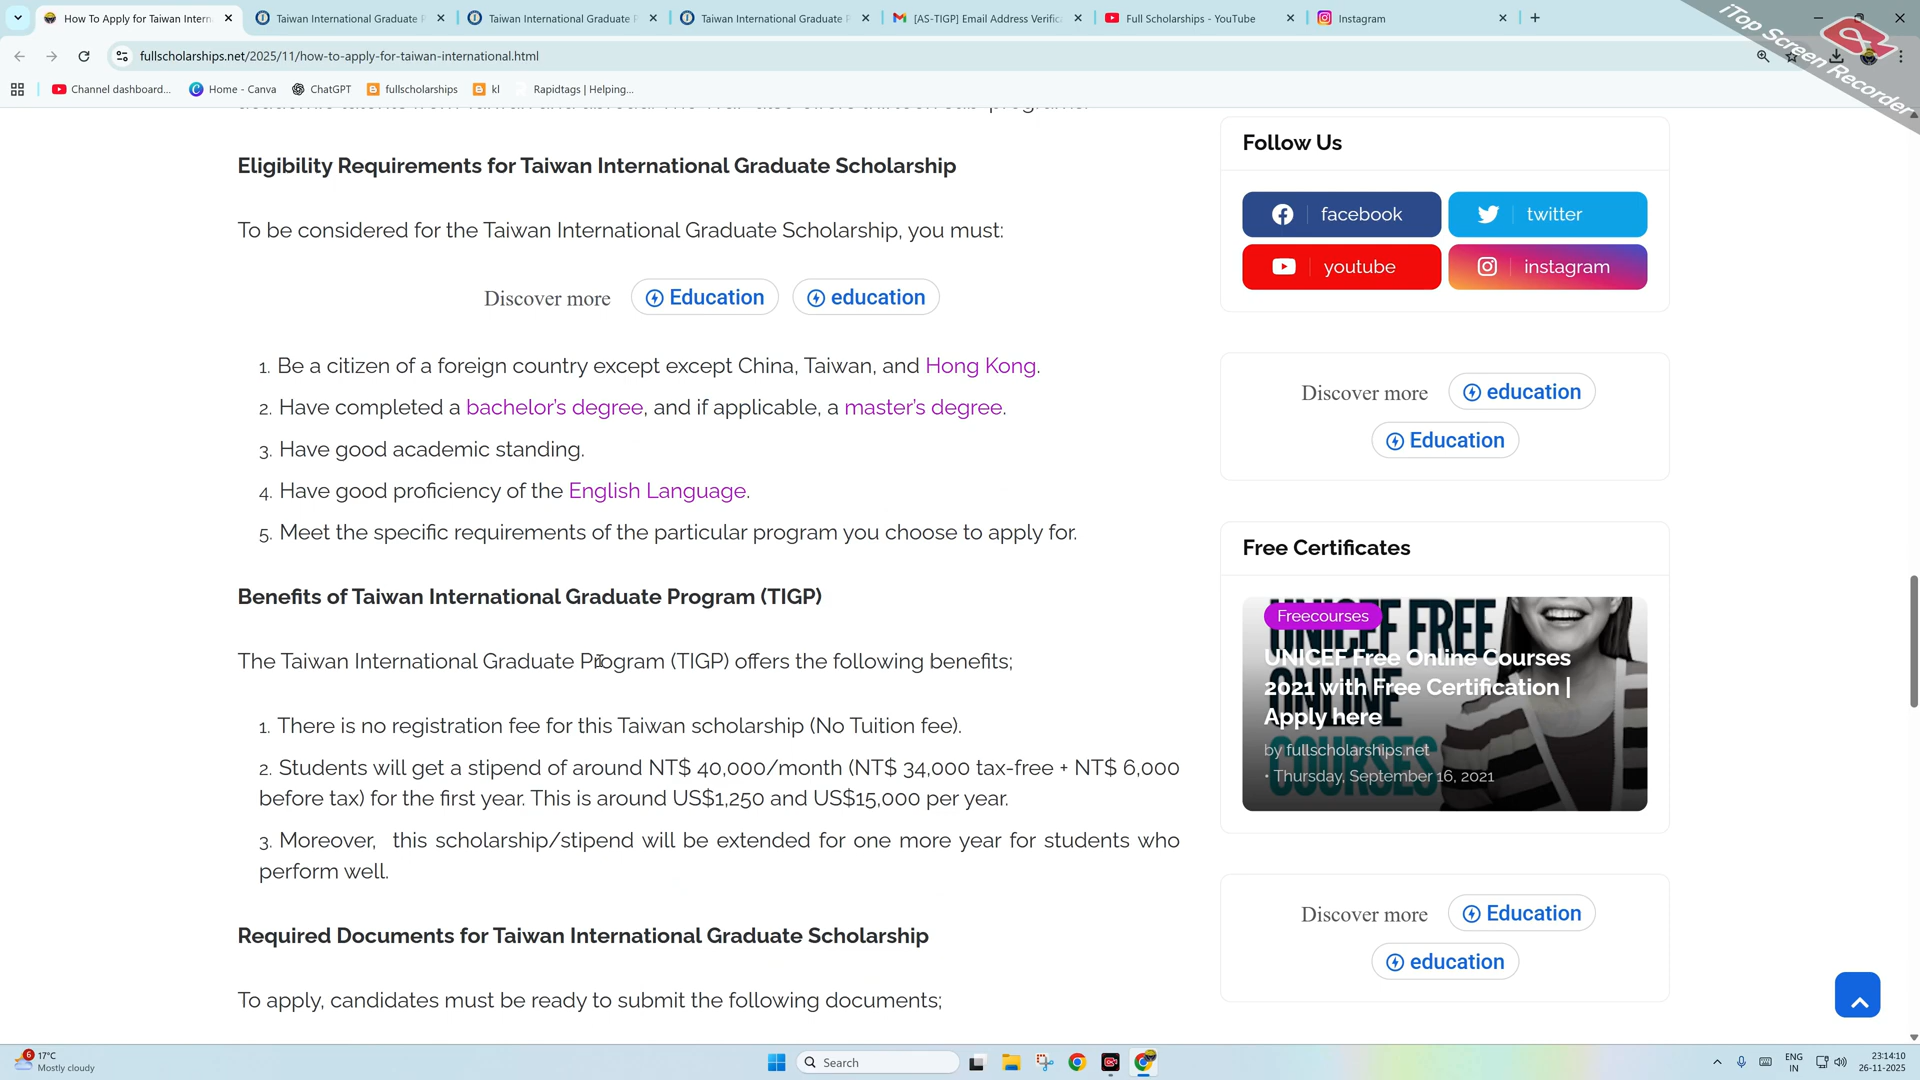 How To Apply for Taiwan Intern
Taiwan International Graduate P
Taiwan International Graduate P
Taiwan International Graduate P
[AS-TIGP] Email Address Verific
Full Scholarships - YouTube
Instagram
fullscholarships.net/2025/11/how-to-apply-for-taiwan-international.html
Channel dashboard...
Home - Canva
ChatGPT
fullscholarships
kl
Rapidtags | Helping...
iTop Screen Recorder
Eligibility Requirements for Taiwan International Graduate Scholarship
To be considered for the Taiwan International Graduate Scholarship, you must:
Discover more Education education
1. Be a citizen of a foreign country except except China, Taiwan, and Hong Kong.
2. Have completed a bachelor's degree, and if applicable, a master's degree.
3. Have good academic standing.
4. Have good proficiency of the English Language.
5. Meet the specific requirements of the particular program you choose to apply for.
Benefits of Taiwan International Graduate Program (TIGP)
The Taiwan International Graduate Program (TIGP) offers the following benefits;
1. There is no registration fee for this Taiwan scholarship (No Tuition fee).
2. Students will get a stipend of around NT$ 40,000/month (NT$ 34,000 tax-free + NT$ 6,000
before tax) for the first year. This is around US$1,250 and US$15,000 per year.
3. Moreover, this scholarship/stipend will be extended for one more year for students who
perform well.
Required Documents for Taiwan International Graduate Scholarship
To apply, candidates must be ready to submit the following documents;
Follow Us
facebook
twitter
youtube
instagram
Discover more education
Education
Free Certificates
UNICEF FREE
ONLINE
COURSES
Freecourses
UNICEF Free Online Courses
2021 with Free Certification |
Apply here
by fullscholarships.net
• Thursday, September 16, 2021
Discover more Education
education
6
17°C
Mostly cloudy
Search
ENG
IN
23:14:10
26-11-2025